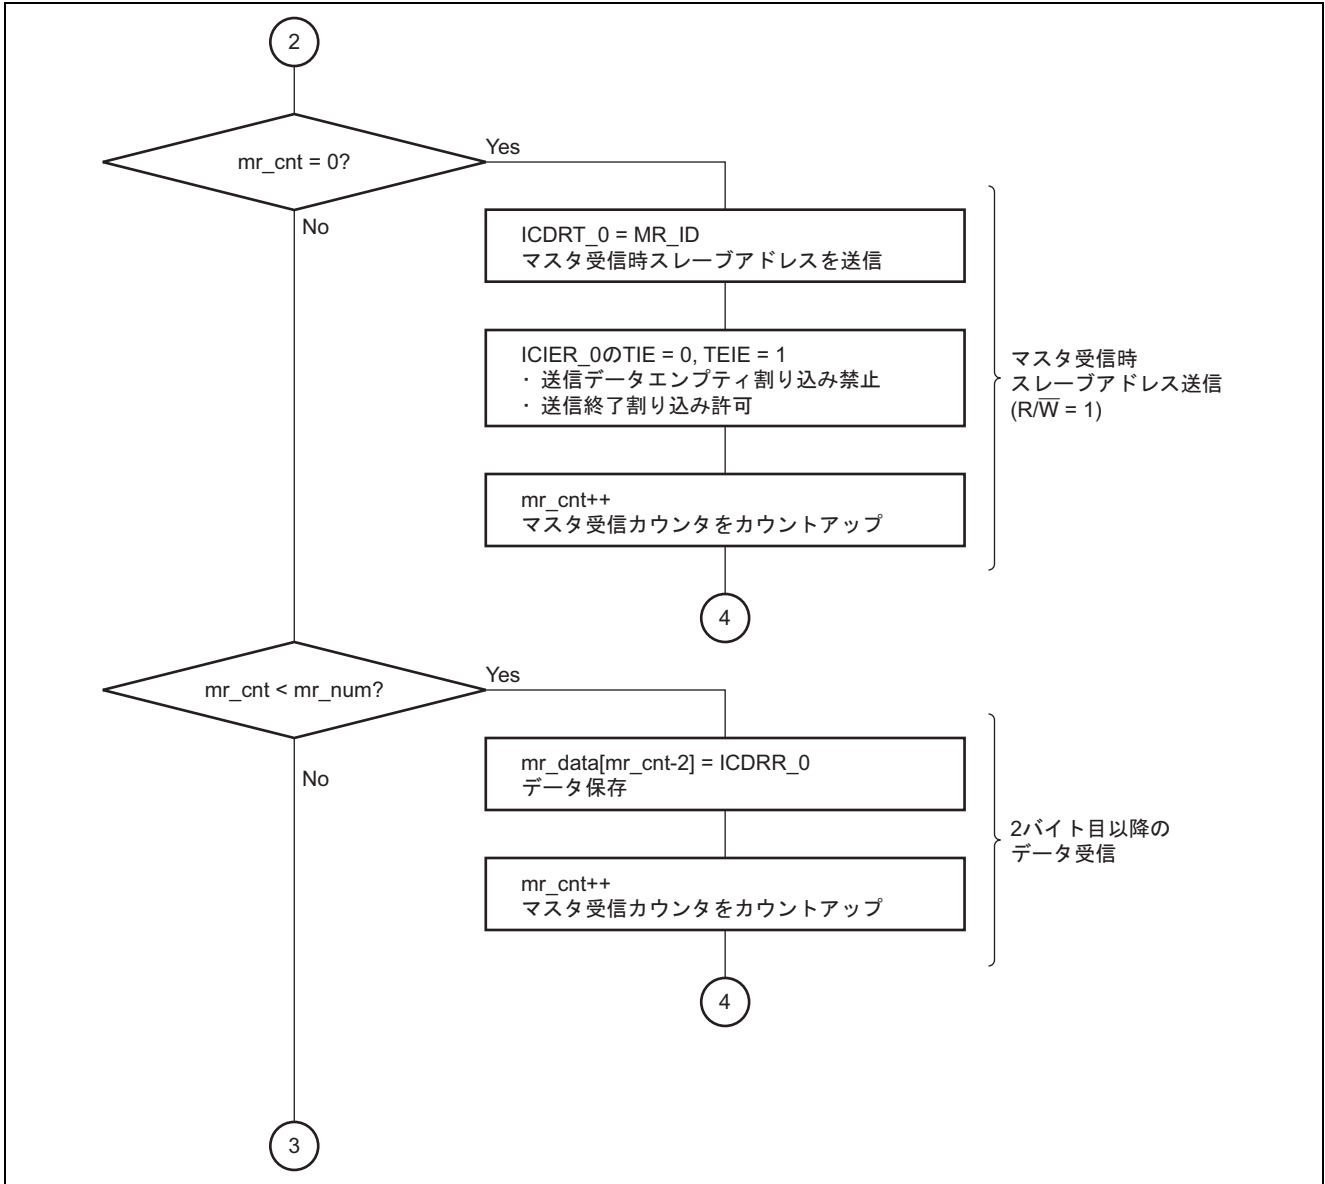 2
mr_cnt = 0?
Yes
No
ICDRT_0 = MR_ID
マスタ受信時スレーブアドレスを送信
ICIER_0のTIE = 0, TEIE = 1
・ 送信データエンプティ割り込み禁止
・ 送信終了割り込み許可
mr_cnt++
マスタ受信カウンタをカウントアップ
マスタ受信時
スレーブアドレス送信
(R/W̅ = 1)
4
mr_cnt < mr_num?
Yes
No
mr_data[mr_cnt-2] = ICDRR_0
データ保存
mr_cnt++
マスタ受信カウンタをカウントアップ
2バイト目以降の
データ受信
4
3